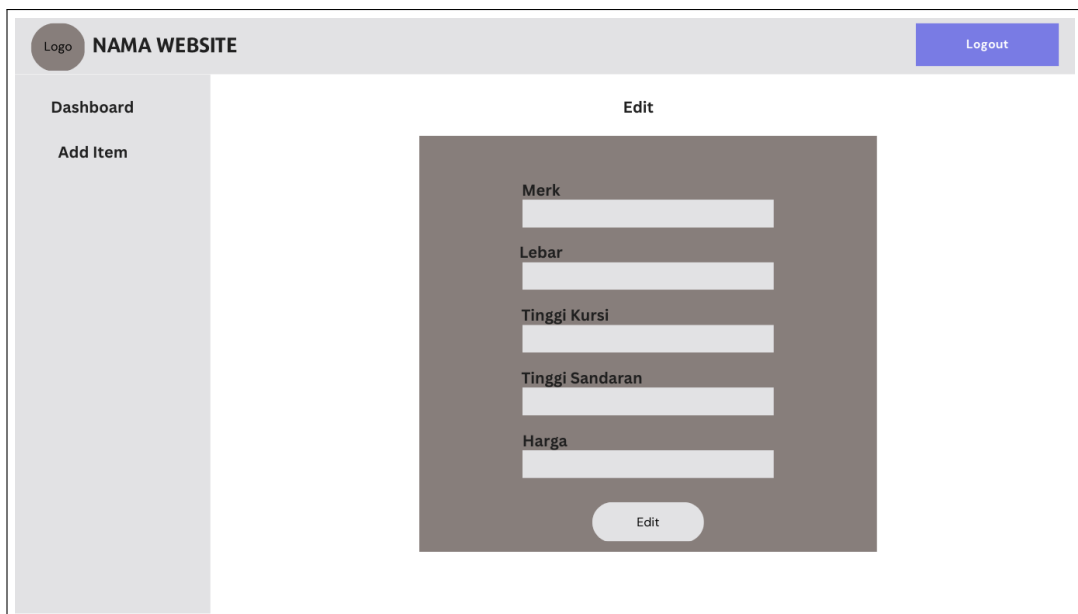 Logo
NAMA WEBSITE
Logout
Dashboard
Add Item
Edit
Merk
Lebar
Tinggi Kursi
Tinggi Sandaran
Harga
Edit